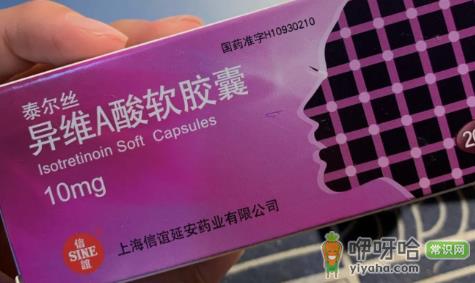 国药准字H10930210
泰尔丝
异维A酸软胶囊
Isotretinoin Soft Capsules
10mg
信
SINE
誼
上海信谊延安药业有限公司
咿呀哈 常识网
yiyaha.com